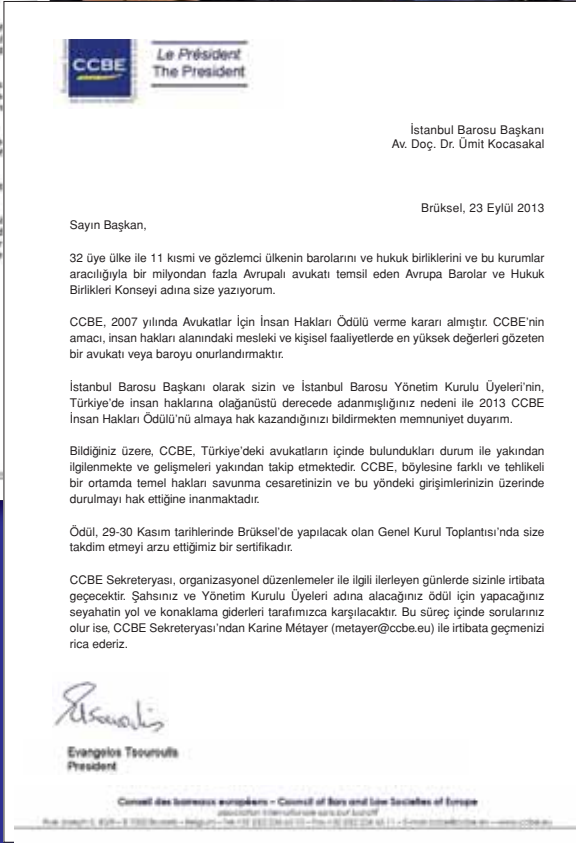 CCBE
Le Président
The President
İstanbul Barosu Başkanı
Av. Doç. Dr. Ümit Kocasakal
Brüksel, 23 Eylül 2013
Sayın Başkan,
32 üye ülke ile 11 kısmi ve gözlemci ülkenin barolarını ve hukuk birliklerini ve bu kurumlar
aracılığıyla bir milyondan fazla Avrupalı avukatı temsil eden Avrupa Barolar ve Hukuk
Birlikleri Konseyi adına size yazıyorum.
CCBE, 2007 yılında Avukatlar İçin İnsan Hakları Ödülü verme kararı almıştır. CCBE’nin
amacı, insan hakları alanındaki mesleki ve kişisel faaliyetlerde en yüksek değerleri gözeten
bir avukatı veya baroyu onurlandırmaktır.
İstanbul Barosu Başkanı olarak sizin ve İstanbul Barosu Yönetim Kurulu Üyeleri’nin,
Türkiye’de insan haklarına olağanüstü derecede adanmışlığınız nedeni ile 2013 CCBE
İnsan Hakları Ödülü’nü almaya hak kazandığınızı bildirmekten memnuniyet duyarım.
Bildiğiniz üzere, CCBE, Türkiye’deki avukatların içinde bulundukları durum ile yakından
ilgilenmekte ve gelişmeleri yakından takip etmektedir. CCBE, böylesine farklı ve tehlikeli
bir ortamda temel hakları savunma cesaretinizin ve bu yöndeki girişimlerinizin üzerinde
durulmayı hak ettiğine inanmaktadır.
Ödül, 29-30 Kasım tarihlerinde Brüksel’de yapılacak olan Genel Kurul Toplantısı’nda size
takdim etmeyi arzu ettiğimiz bir sertifikadır.
CCBE Sekreteryası, organizasyonel düzenlemeler ile ilgili ilerleyen günlerde sizinle irtibata
geçecektir. Şahsınız ve Yönetim Kurulu Üyeleri adına alacağınız ödül için yapacağınız
seyahatin yol ve konaklama giderleri tarafımızca karşılacaktır. Bu süreç içinde sorularınız
olur ise, CCBE Sekreteryası’ndan Karine Métayer (metayer@ccbe.eu) ile irtibata geçmenizi
rica ederiz.
Evangelos Tsouroulis
President
Conseil des barreaux européens – Council of Bars and Law Societies of Europe
association internationale sans but lucratif